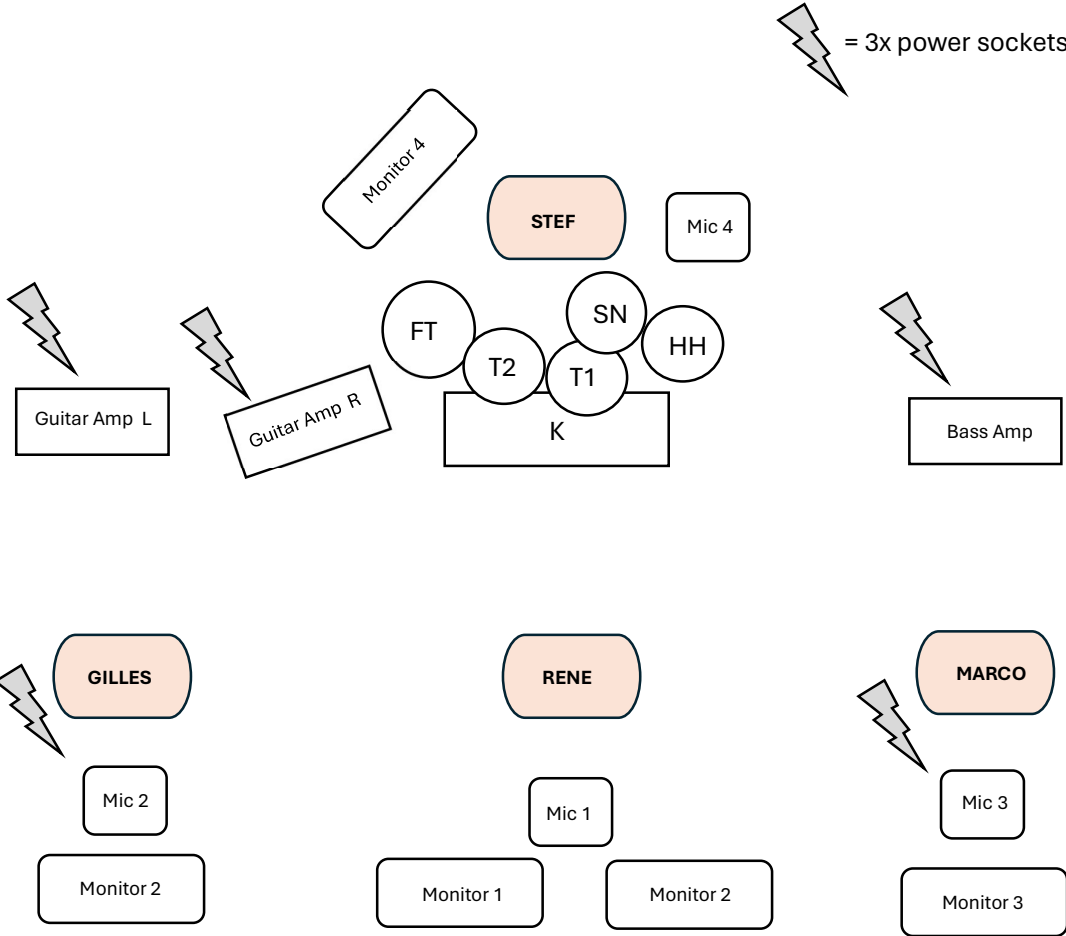 = 3x power sockets
Monitor 4
STEF
Mic 4
FT
T2
SN
T1
HH
K
Guitar Amp L
Guitar Amp R
Bass Amp
GILLES
RENE
MARCO
Mic 2
Mic 1
Mic 3
Monitor 2
Monitor 1
Monitor 2
Monitor 3